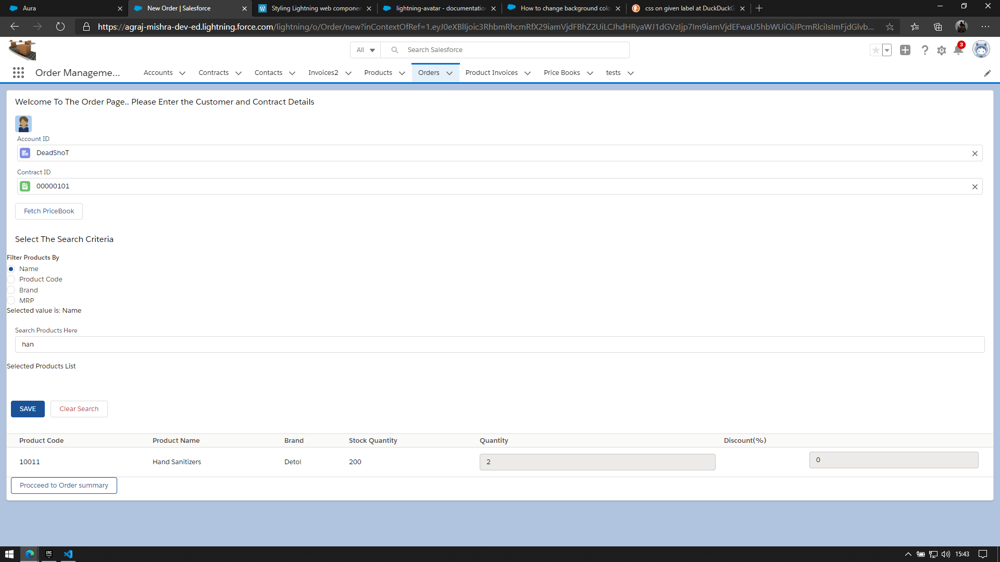 Aura
New Order | Salesforce
Styling Lightning web componen
lightning-avatar - documentation
How to change background colo
css on given label at DuckDuckG
https://agraj-mishra-dev-ed.lightning.force.com/lightning/o/Order/new?inContextOfRef=1.eyJ0eXBlIjoic3RhbmRhcmRfX29iamVjdFBhZ2UiLCJhdHRyaWJ1dGVzIjp7Im9iamVjdEFwaU5hbWUiOiJPcmRlciIsImFjdGlvb...
All
Search Salesforce
3
Order Manageme...
Accounts
Contracts
Contacts
Invoices2
Products
Orders
Product Invoices
Price Books
tests
Welcome To The Order Page.. Please Enter the Customer and Contract Details
Account ID
DeadShoT
Contract ID
00000101
Fetch PriceBook
Select The Search Criteria
Filter Products By
Name
Product Code
Brand
MRP
Selected value is: Name
Search Products Here
han
Selected Products List
SAVE
Clear Search
Product Code Product Name Brand Stock Quantity Quantity Discount(%)
10011 Hand Sanitizers Detol 200 2 0
Procceed to Order summary
EPIC
15:43